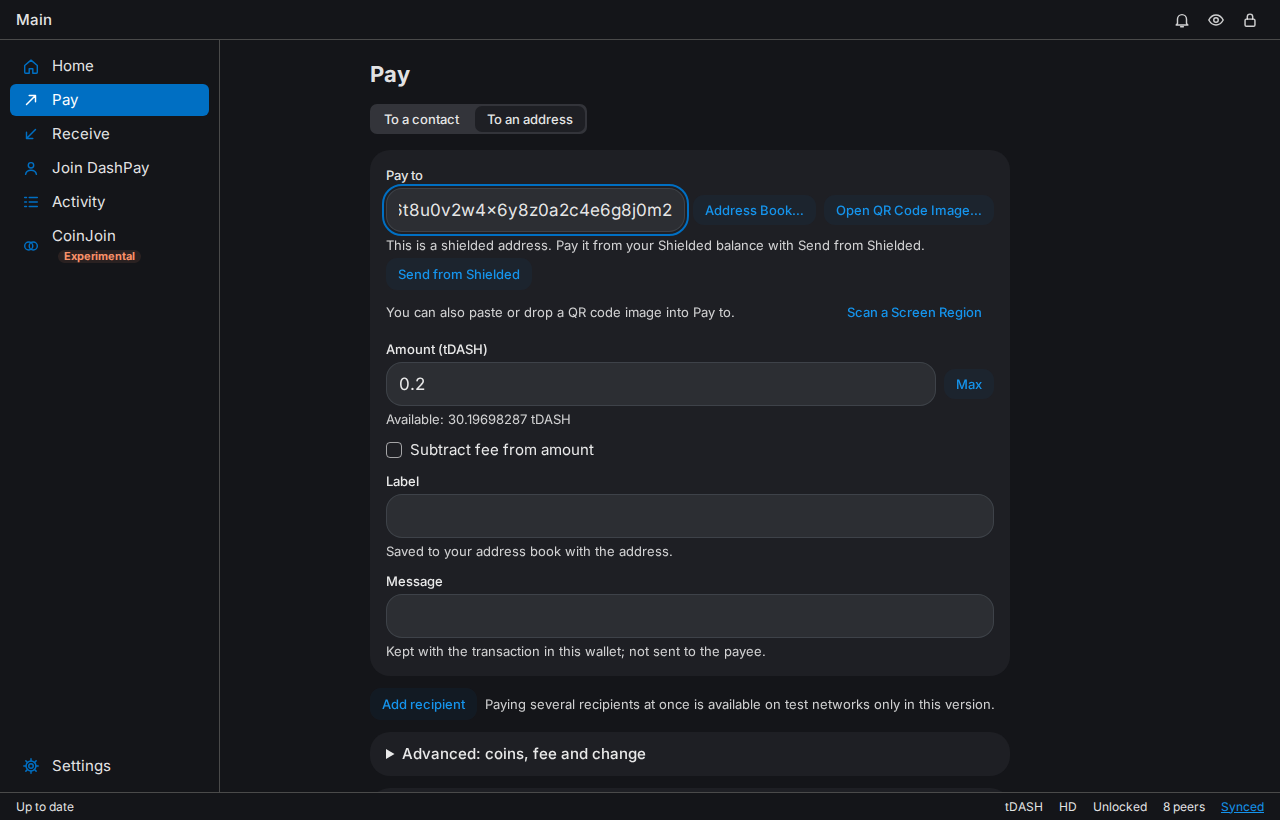 Main
Home
Pay
Receive
Join DashPay
Activity
CoinJoin
Experimental
Settings
Pay
To a contact
To an address
Pay to
6t8u0v2w4x6y8z0a2c4e6g8j0m2
Address Book...
Open QR Code Image...
This is a shielded address. Pay it from your Shielded balance with Send from Shielded.
Send from Shielded
You can also paste or drop a QR code image into Pay to.
Scan a Screen Region
Amount (tDASH)
0.2
Max
Available: 30.19698287 tDASH
Subtract fee from amount
Label
Saved to your address book with the address.
Message
Kept with the transaction in this wallet; not sent to the payee.
Add recipient
Paying several recipients at once is available on test networks only in this version.
Advanced: coins, fee and change
Up to date
tDASH
HD
Unlocked
8 peers
Synced